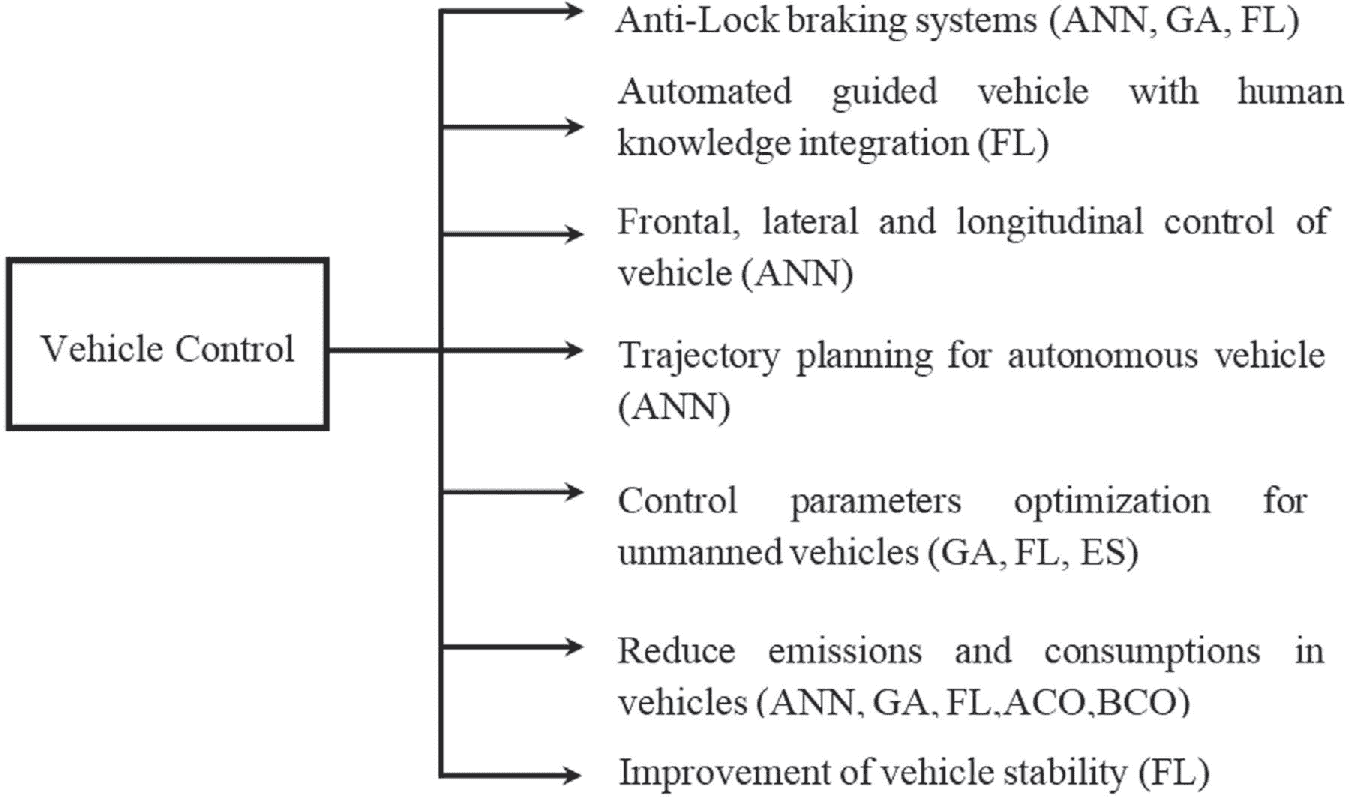 Anti-Lock braking systems (ANN, GA, FL)
Automated guided vehicle with human
knowledge integration (FL)
Frontal, lateral and longitudinal control of
vehicle (ANN)
Vehicle Control
Trajectory planning for autonomous vehicle
(ANN)
Control parameters optimization for
unmanned vehicles (GA, FL, ES)
Reduce emissions and consumptions in
vehicles (ANN, GA, FL,ACO,BCO)
Improvement of vehicle stability (FL)